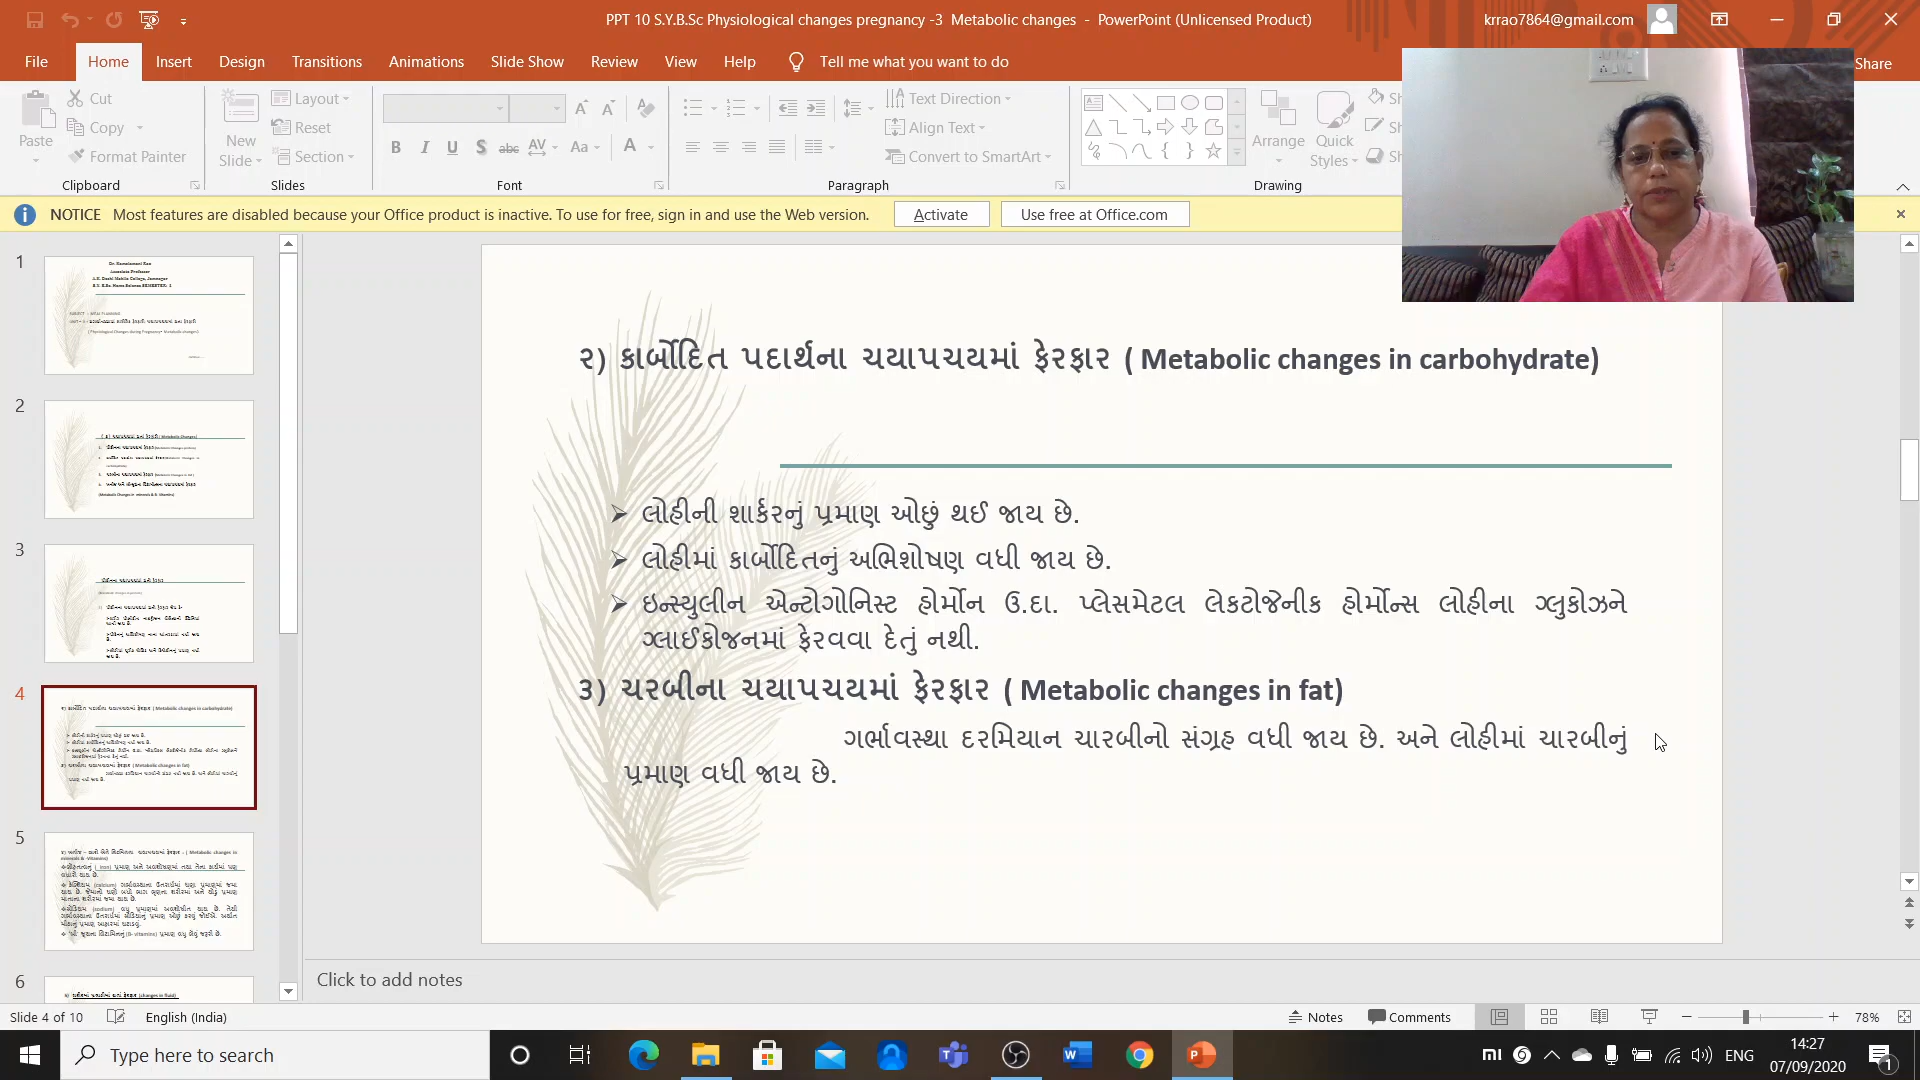 PPT 10 S.Y.B.Sc Physiological changes pregnancy -3 Metabolic changes - PowerPoint (Unlicensed Product)
krrao7864@gmail.com
File Home Insert Design Transitions Animations Slide Show Review View Help Tell me what you want to do
Share
Paste
Cut
Copy
Format Painter
Clipboard
New
Slide
Layout
Reset
Section
Slides
Font
Text Direction
Align Text
Convert to SmartArt
Paragraph
Arrange
Quick
Styles
Drawing
NOTICE Most features are disabled because your Office product is inactive. To use for free, sign in and use the Web version. Activate Use free at Office.com
1
2
3
4
5
6
૨) કાર્બોદિત પદાર્થના ચયાપચયમાં ફેરફાર ( Metabolic changes in carbohydrate)
➢ લોહીની શાર્કરનું પ્રમાણ ઓછું થઈ જાય છે.
➢ લોહીમાં કાર્બોદિતનું અભિશોષણ વધી જાય છે.
➢ ઇન્સ્યુલીન એન્ટોગોનિસ્ટ હોર્મોન ઉ.દા. પ્લેસમેટલ લેકટોજેનીક હોર્મોન્સ લોહીના ગ્લુકોઝને
ગ્લાઈકોજનમાં ફેરવવા દેતું નથી.
૩) ચરબીના ચયાપચયમાં ફેરફાર ( Metabolic changes in fat)
ગર્ભાવસ્થા દરમિયાન ચારબીનો સંગ્રહ વધી જાય છે. અને લોહીમાં ચારબીનું
પ્રમાણ વધી જાય છે.
Click to add notes
Slide 4 of 10 English (India) Notes Comments 78%
Type here to search
ENG
14:27
07/09/2020
1